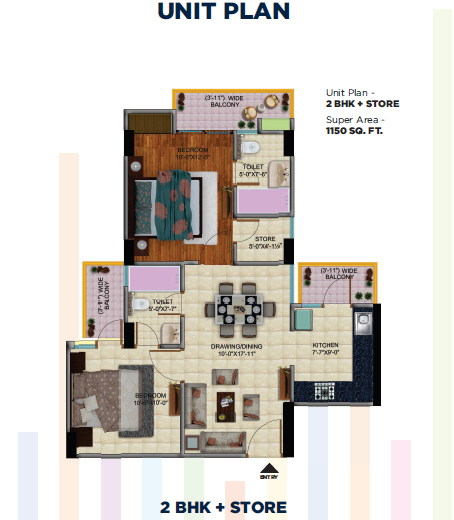 UNIT PLAN
(3'-11") WIDE
BALCONY
Unit Plan -
2 BHK + STORE
Super Area -
1150 SQ. FT.
BEDROOM
10'-0"X12'-0"
TOILET
5'-0"X7'-6"
STORE
5'-0"X4'-1½"
(3'-11") WIDE
BALCONY
(3'-11") WIDE
BALCONY
TOILET
5'-0"X7'-7"
DRAWING/DINING
10'-0"X17'-11"
KITCHEN
7'-7"X9'-0"
BEDROOM
10'-6"X10'-0"
ENTRY
2 BHK + STORE